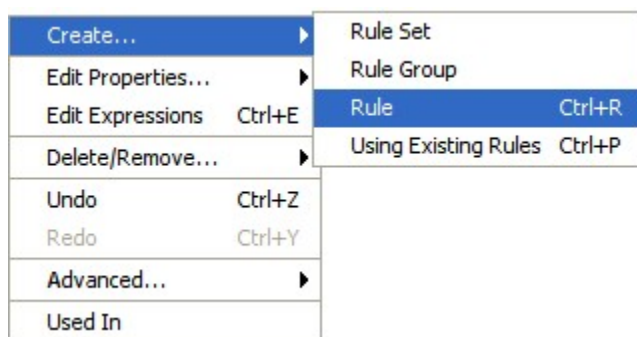 Create...
Edit Properties...
Edit Expressions Ctrl+E
Delete/Remove...
Undo Ctrl+Z
Redo Ctrl+Y
Advanced...
Used In
Rule Set
Rule Group
Rule Ctrl+R
Using Existing Rules Ctrl+P